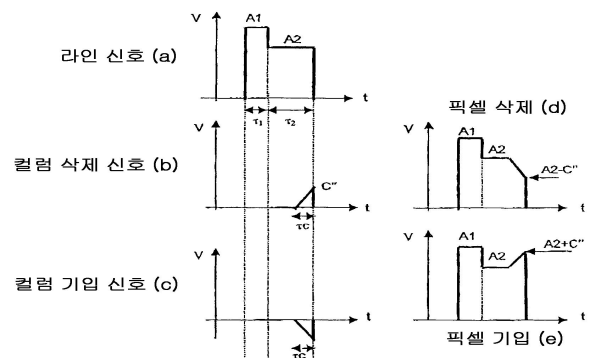 V
A1
A2
라인 신호 (a)
t
τ₁
τ₂
픽셀 삭제 (d)
V
컬럼 삭제 신호 (b)
C"
t
τC
V
A1
A2
A2-C"
t
V
컬럼 기입 신호 (c)
t
τC
V
A1
A2
A2+C"
t
픽셀 기입 (e)